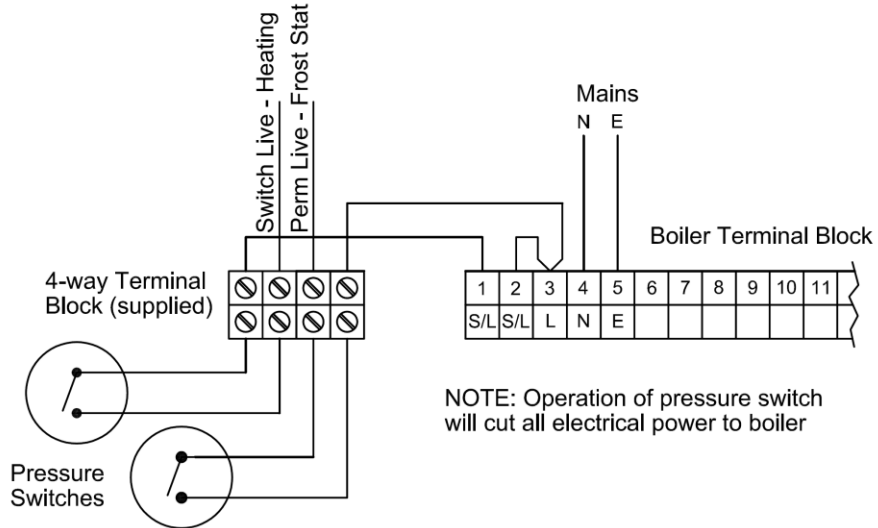 Switch Live - Heating
Perm Live - Frost Stat
Mains
N E
Boiler Terminal Block
4-way Terminal
Block (supplied)
1 2 3 4 5 6 7 8 9 10 11
S/L S/L L N E
NOTE: Operation of pressure switch
will cut all electrical power to boiler
Pressure
Switches